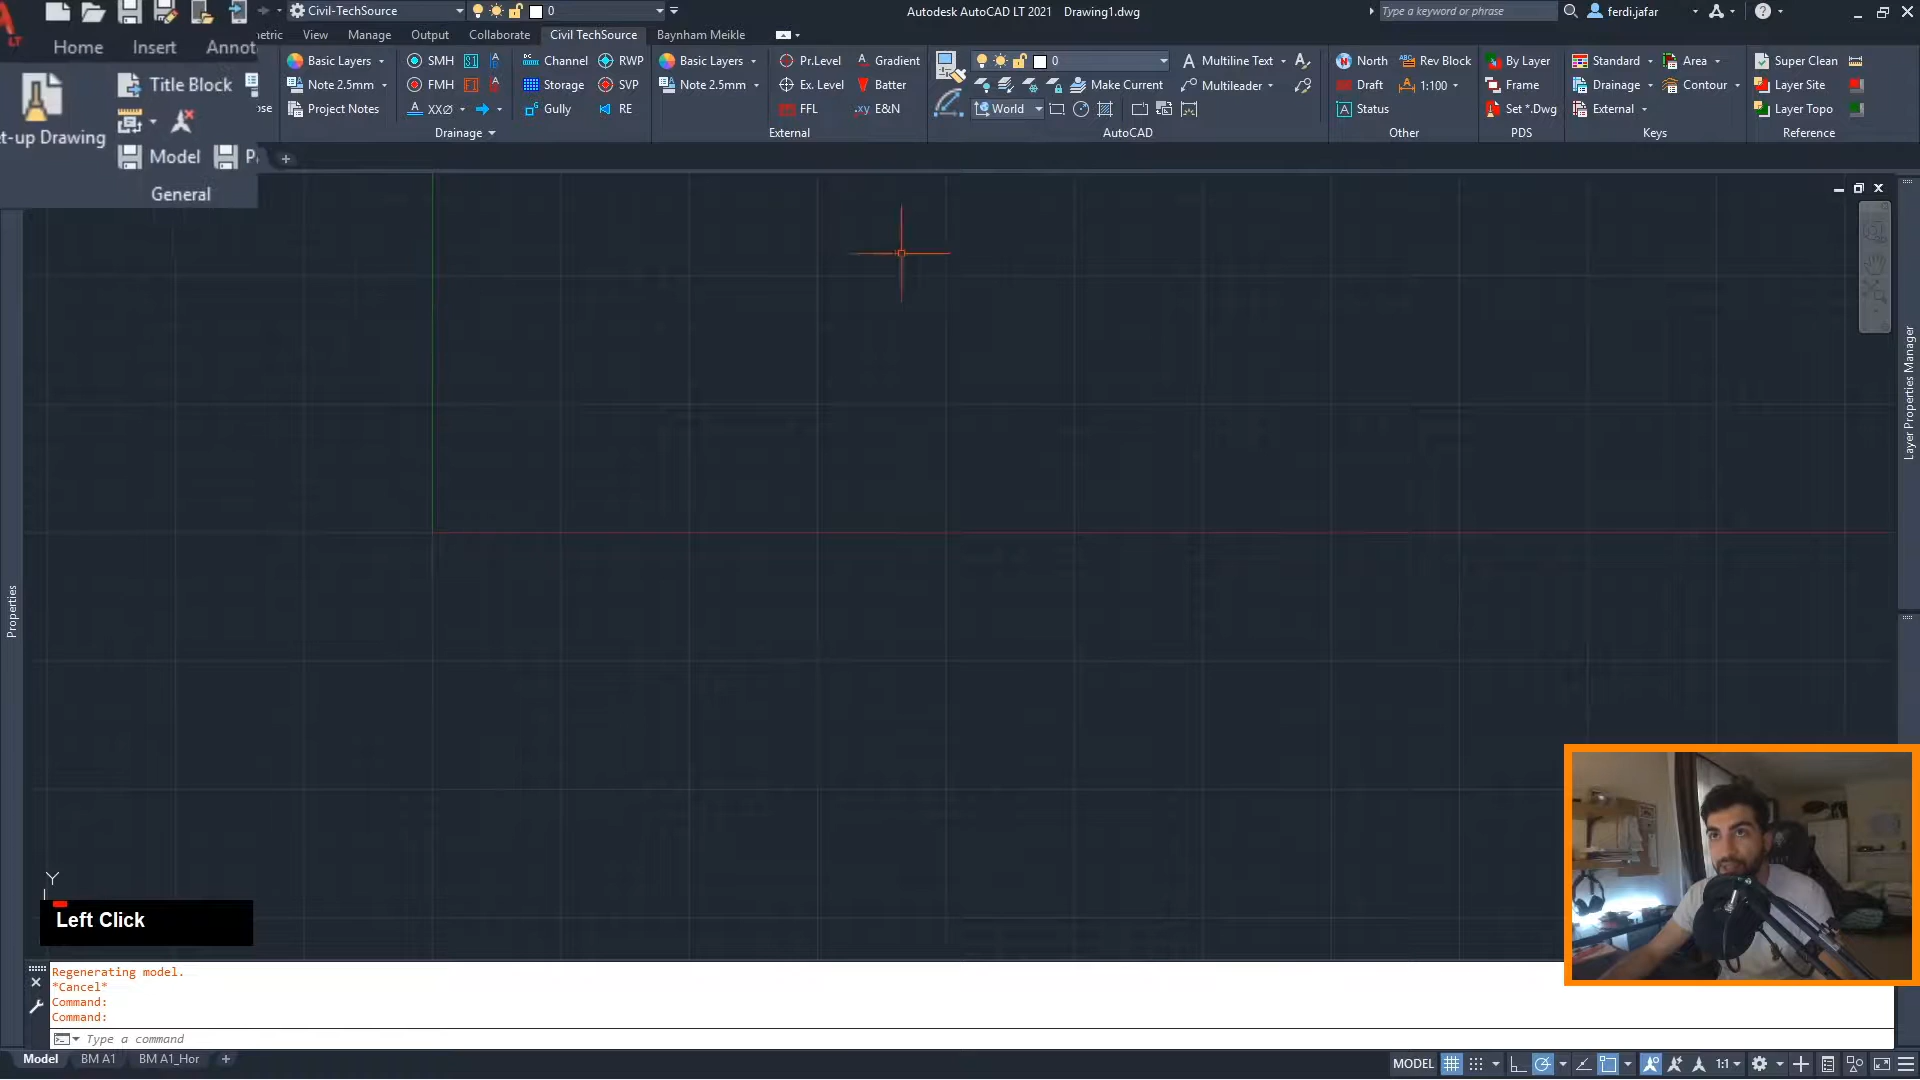 Civil-TechSource
0
Autodesk AutoCAD LT 2021 Drawing1.dwg
Type a keyword or phrase
ferdi.jafar
LT
Home Insert Annot
etric View Manage Output Collaborate Civil TechSource Baynham Meikle
t-up Drawing
Title Block
Model
General
ose
Basic Layers
Note 2.5mm
Project Notes
SMH
FMH
XXØ
Channel
Storage
Gully
RWP
SVP
RE
Drainage
Basic Layers
Note 2.5mm
Pr.Level
Ex. Level
FFL
Gradient
Batter
E&N
External
0
Make Current
World
Multiline Text
Multileader
AutoCAD
North
Draft
Status
Rev Block
1:100
Other
By Layer
Frame
Set *.Dwg
PDS
Standard
Drainage
External
Area
Contour
Keys
Super Clean
Layer Site
Layer Topo
Reference
Layer Properties Manager
Properties
Y
Left Click
Regenerating model.
*Cancel*
Command:
Command:
Type a command
Model BM A1 BM A1_Hor
MODEL
1:1